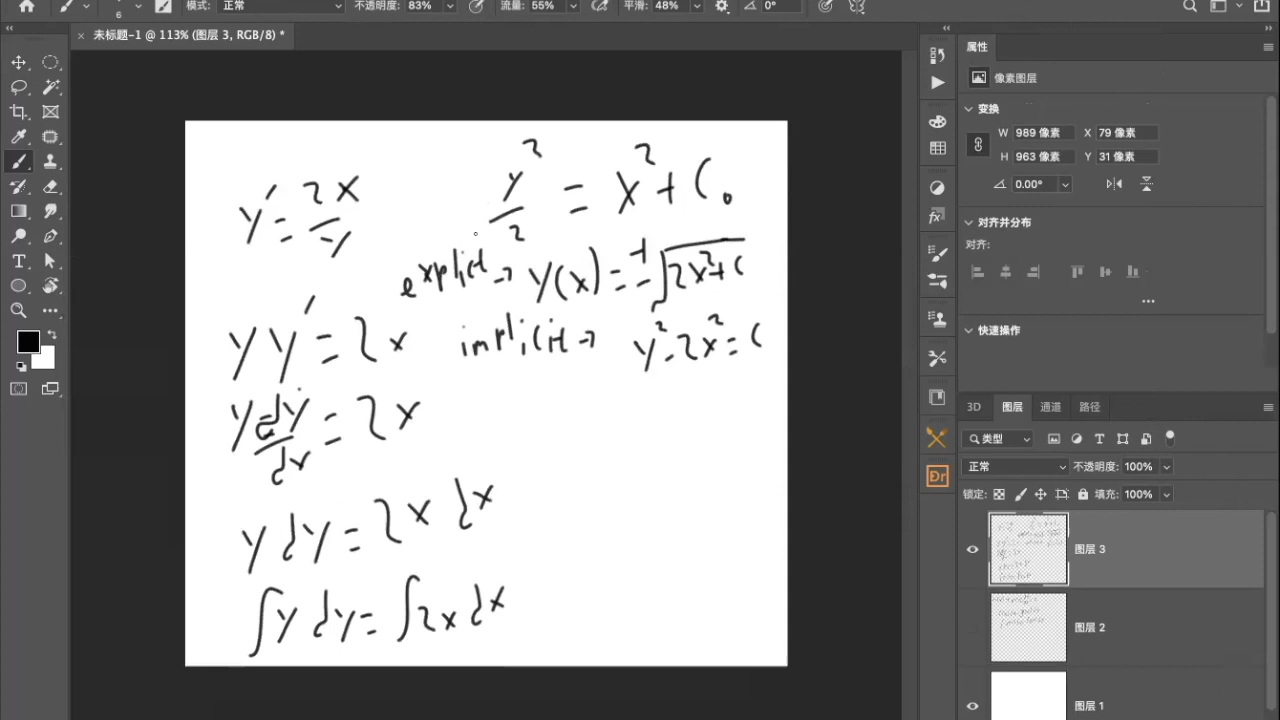 模式: 正常 不透明度: 83% 流量: 55% 平滑: 48% 0°
未标题-1 @ 113% (图层 3, RGB/8) *
6
y' = 2x/y
yy' = 2x
y dy/dx = 2x
y dy = 2x dx
∫y dy = ∫2x dx
y²/2 = x² + C₀
explicit → y(x) = ±√(2x²+C
implicit → y² - 2x² = C
属性
像素图层
变换
W 989 像素 X 79 像素
H 963 像素 Y 31 像素
0.00°
对齐并分布
对齐:
快速操作
3D 图层 通道 路径
类型
正常 不透明度: 100%
锁定: 填充: 100%
图层 3
图层 2
图层 1
fx
Dr
T